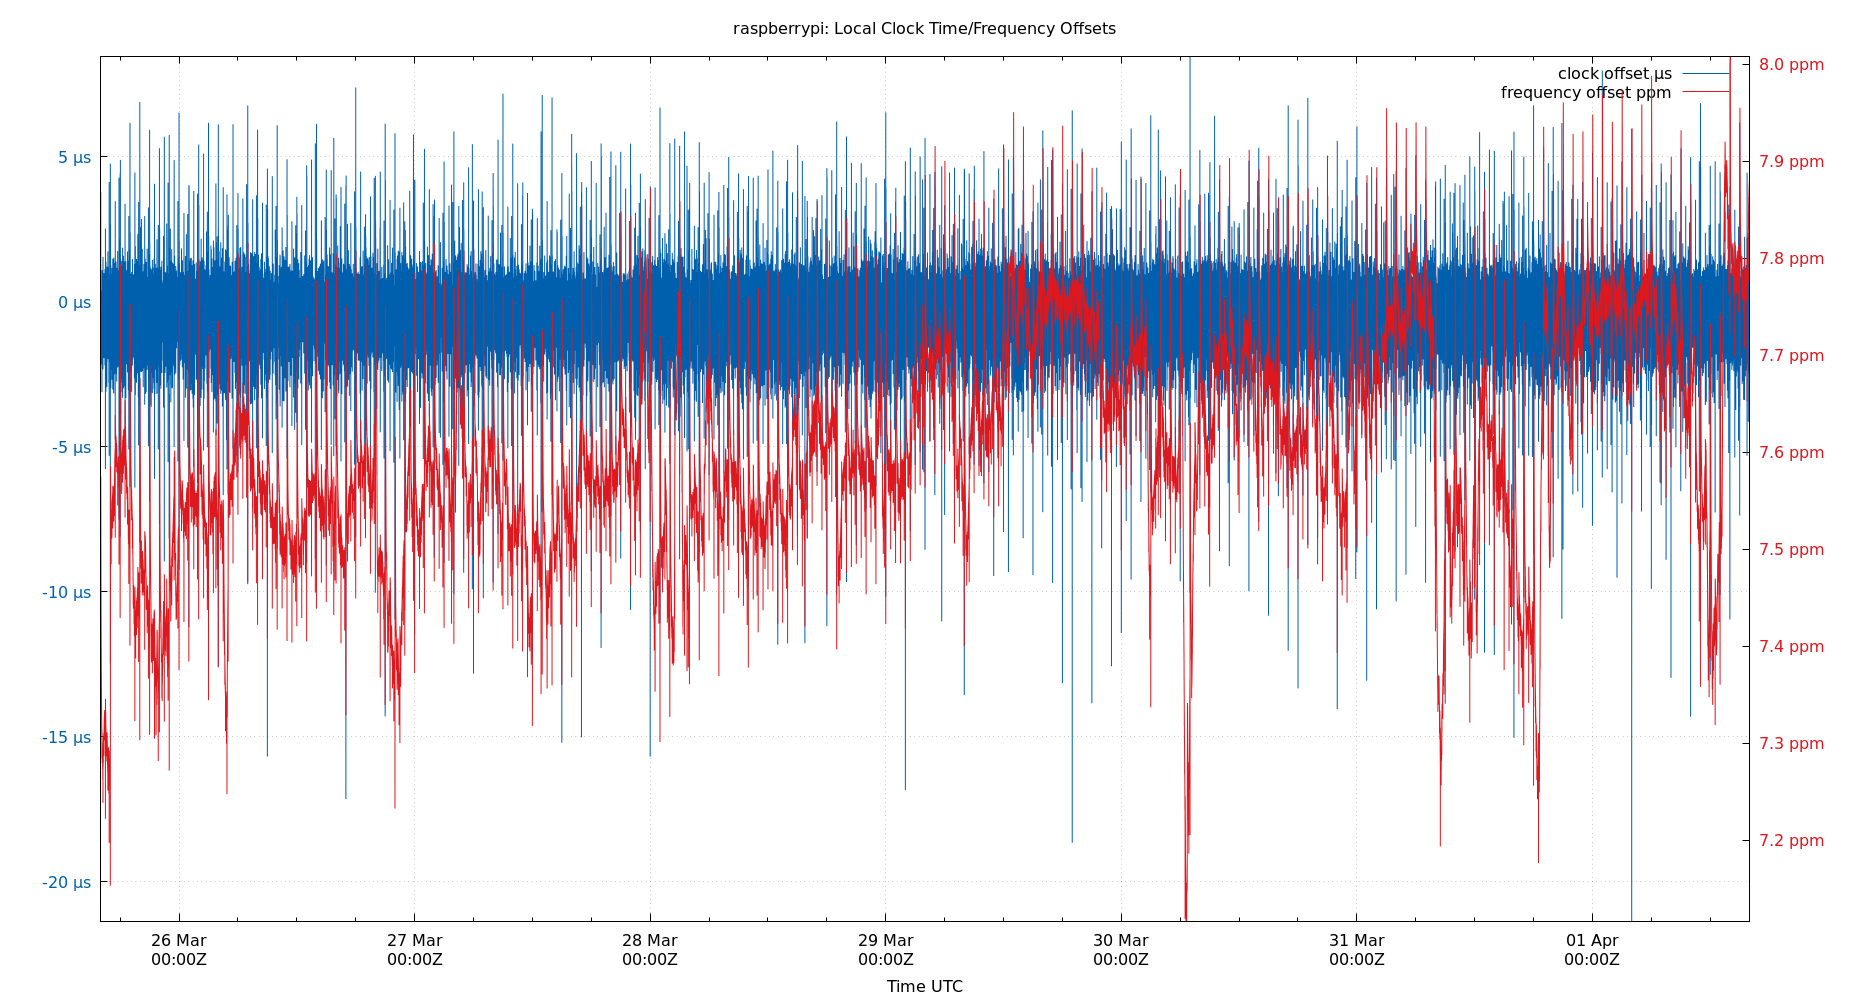 raspberrypi: Local Clock Time/Frequency Offsets
clock offset µs
frequency offset ppm
5 µs
0 µs
-5 µs
-10 µs
-15 µs
-20 µs
8.0 ppm
7.9 ppm
7.8 ppm
7.7 ppm
7.6 ppm
7.5 ppm
7.4 ppm
7.3 ppm
7.2 ppm
26 Mar 27 Mar 28 Mar 29 Mar 30 Mar 31 Mar 01 Apr
00:00Z 00:00Z 00:00Z 00:00Z 00:00Z 00:00Z 00:00Z
Time UTC